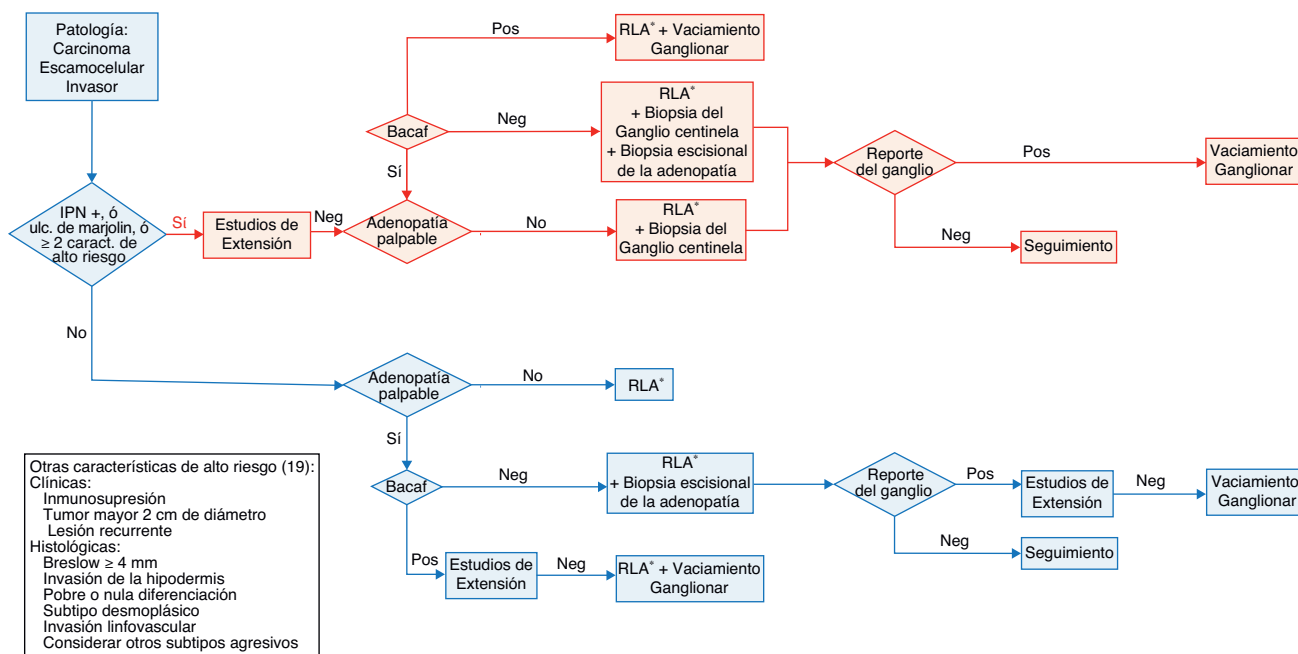 Patología:
Carcinoma
Escamocelular
Invasor
IPN +, ó
ulc. de marjolin, ó
≥ 2 caract. de
alto riesgo
Sí
Estudios de
Extensión
Neg
Adenopatía
palpable
Sí
Bacaf
Pos
RLA* + Vaciamiento
Ganglionar
Neg
RLA*
+ Biopsia del
Ganglio centinela
+ Biopsia escisional
de la adenopatía
No
RLA*
+ Biopsia del
Ganglio centinela
Reporte
del ganglio
Pos
Vaciamiento
Ganglionar
Neg
Seguimiento
No
Adenopatía
palpable
No
RLA*
Sí
Bacaf
Neg
RLA*
+ Biopsia escisional
de la adenopatía
Reporte
del ganglio
Pos
Estudios de
Extensión
Neg
Vaciamiento
Ganglionar
Neg
Seguimiento
Pos
Estudios de
Extensión
Neg
RLA* + Vaciamiento
Ganglionar
Otras características de alto riesgo (19):
Clínicas:
Inmunosupresión
Tumor mayor 2 cm de diámetro
Lesión recurrente
Histológicas:
Breslow ≥ 4 mm
Invasión de la hipodermis
Pobre o nula diferenciación
Subtipo desmoplásico
Invasión linfovascular
Considerar otros subtipos agresivos